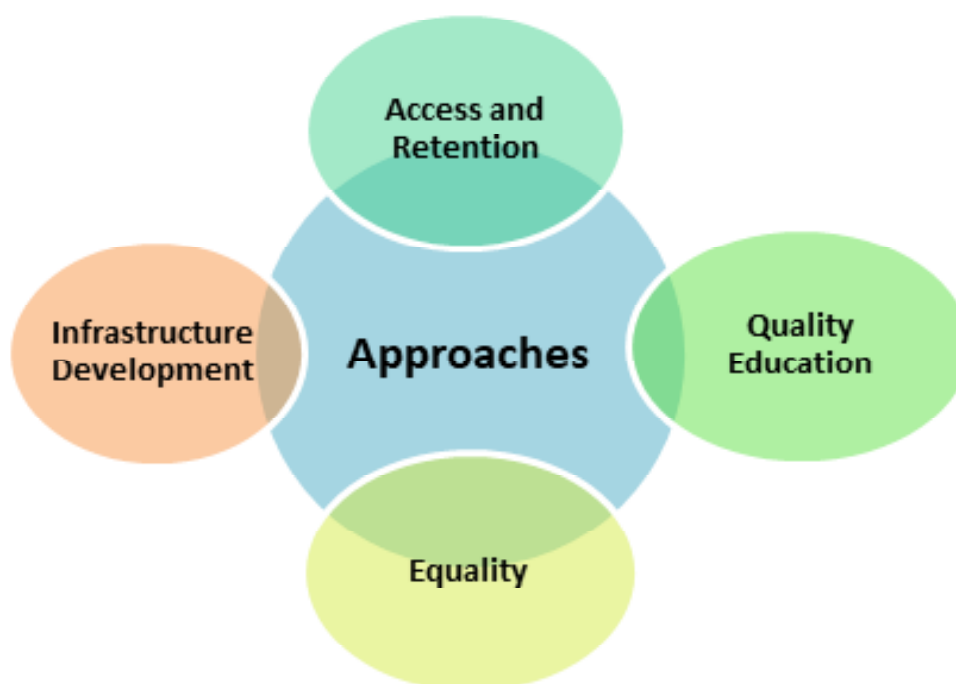 Access and
Retention
Infrastructure
Development
Approaches
Quality
Education
Equality